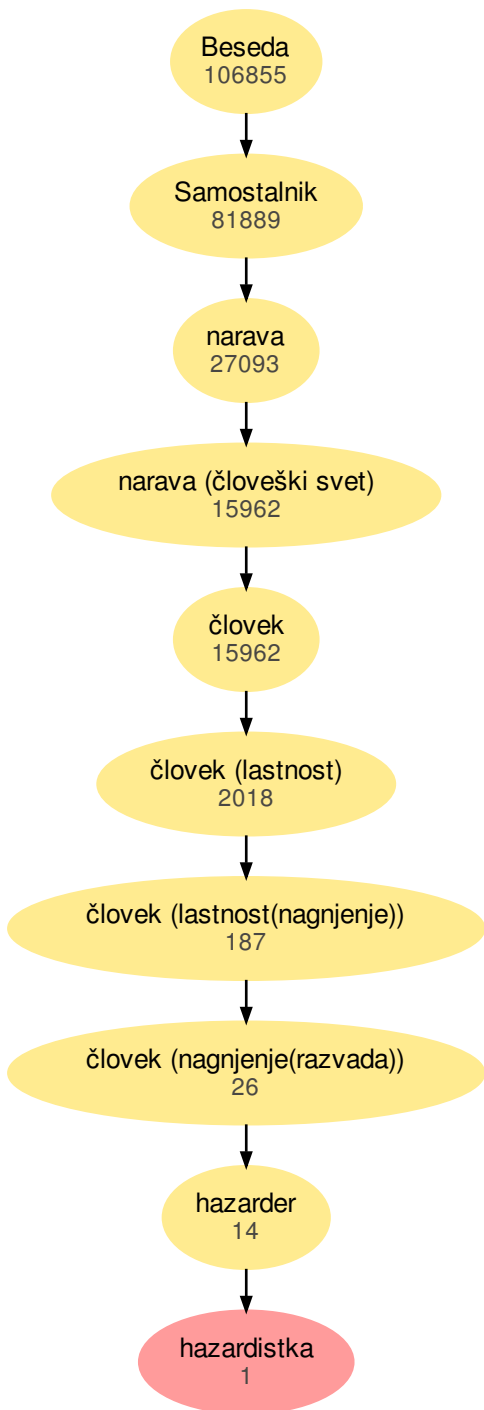 Beseda
106855
Samostalnik
81889
narava
27093
narava (človeški svet)
15962
človek
15962
človek (lastnost)
2018
človek (lastnost(nagnjenje))
187
človek (nagnjenje(razvada))
26
hazarder
14
hazardistka
1